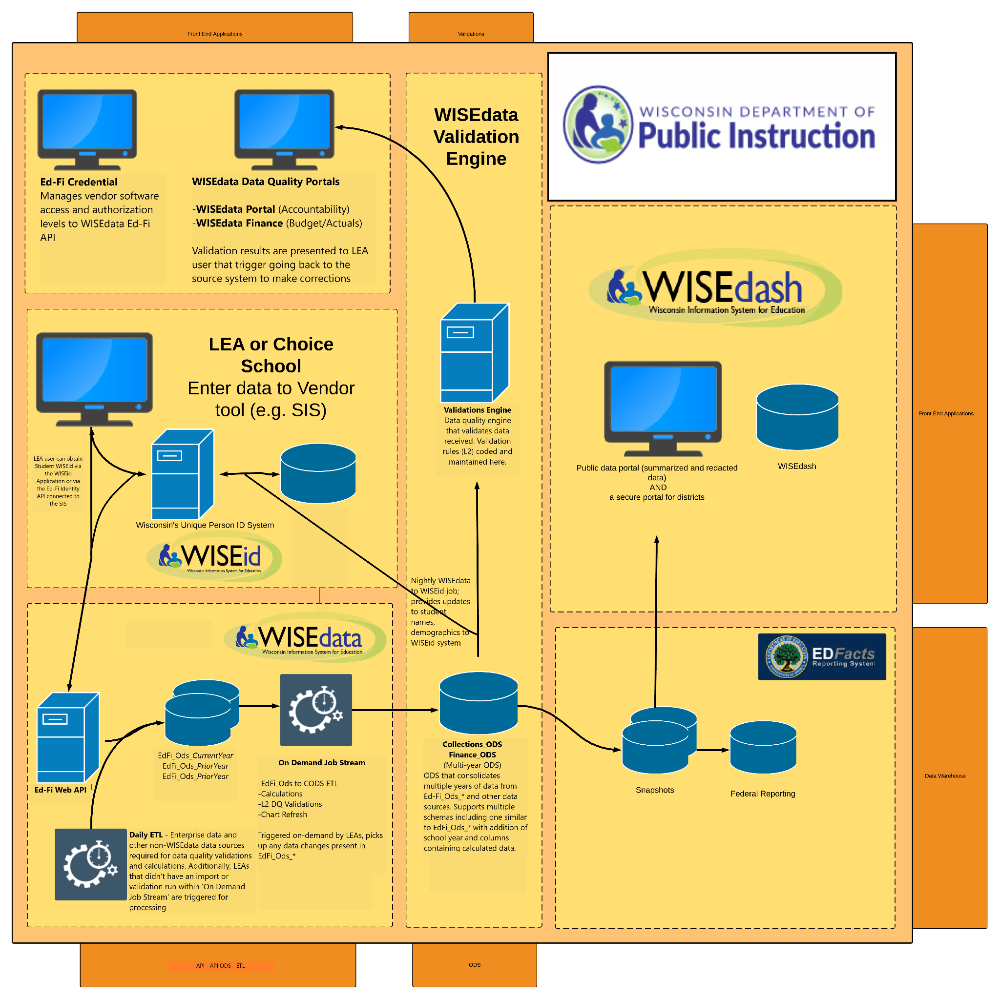 Front End Applications
Validations
WISCONSIN DEPARTMENT OF
Public Instruction
Ed-Fi Credential
Manages vendor software
access and authorization
levels to WISEdata Ed-Fi
API
WISEdata Data Quality Portals
-WISEdata Portal (Accountability)
-WISEdata Finance (Budget/Actuals)
Validation results are presented to LEA
user that trigger going back to the
source system to make corrections
WISEdata
Validation
Engine
WISEdash
Wisconsin Information System for Education
LEA or Choice
School
Enter data to Vendor
tool (e.g. SIS)
LEA user can obtain
Student WISEid via
the WISEid
Application or via
the Ed-Fi Identity
API connected to
the SIS
Wisconsin's Unique Person ID System
WISEid
Wisconsin Information System for Education
Validations Engine
Data quality engine
that validates data
received. Validation
rules (L2) coded and
maintained here.
Public data portal (summarized and redacted
data)
AND
a secure portal for districts
WISEdash
Front End Applications
Nightly WISEdata
to WISEid job;
provides updates
to student
names,
demographics to
WISEid system
WISEdata
Wisconsin Information System for Education
DEPARTMENT OF EDUCATION
UNITED STATES OF AMERICA
EDFacts
Reporting System
Ed-Fi Web API
EdFi_Ods_CurrentYear
EdFi_Ods_PriorYear
EdFi_Ods_PriorYear
On Demand Job Stream
-EdFi_Ods to CODS ETL
-Calculations
-L2 DQ Validations
-Chart Refresh
Triggered on-demand by LEAs, picks
up any data changes present in
EdFi_Ods_*
Daily ETL - Enterprise data and
other non-WISEdata data sources
required for data quality validations
and calculations. Additionally, LEAs
that didn't have an import or
validation run within 'On Demand
Job Stream' are triggered for
processing
Collections_ODS
Finance_ODS
(Multi-year ODS)
ODS that consolidates
multiple years of data from
Ed-Fi_Ods_* and other data
sources. Supports multiple
schemas including one similar
to EdFi_Ods_* with addition of
school year and columns
containing calculated data,
Snapshots
Federal Reporting
Data Warehouse
API - API ODS - ETL
ODS